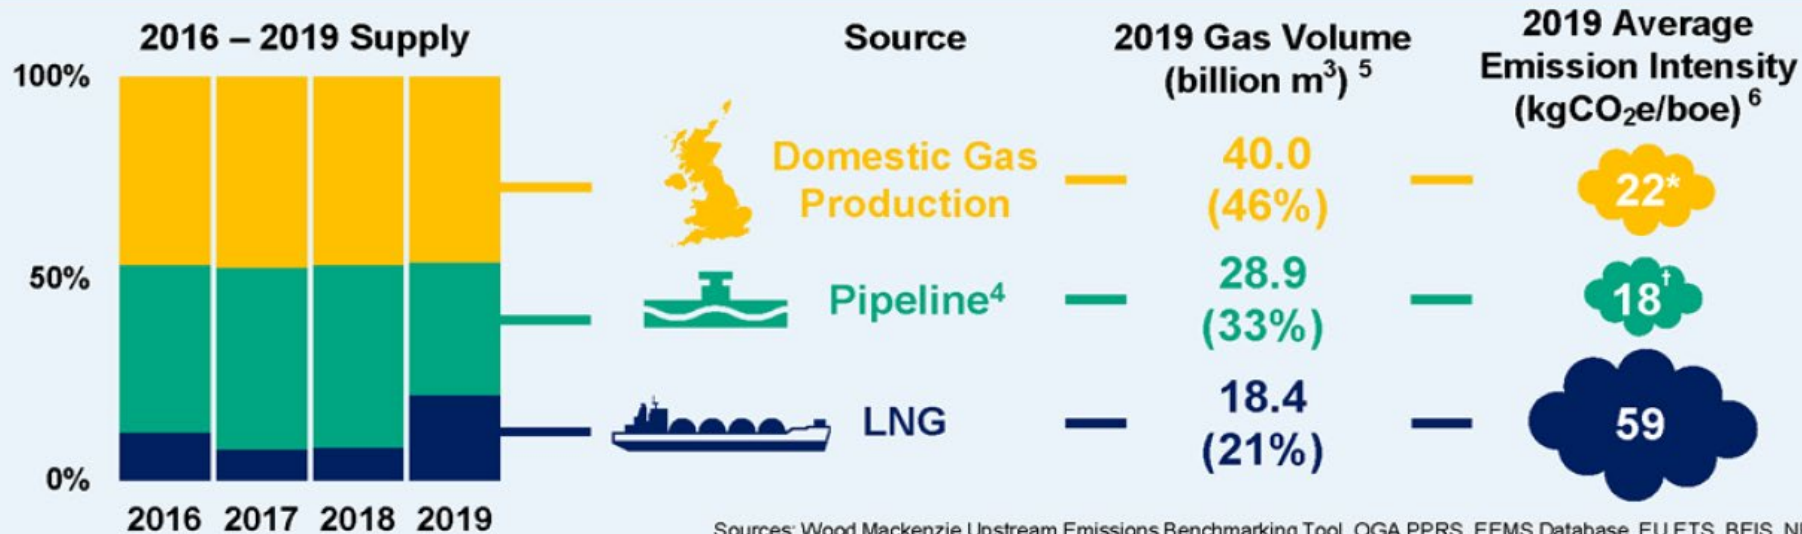 2016 – 2019 Supply
100%
50%
0%
2016 2017 2018 2019
Source
2019 Gas Volume
(billion m³) ⁵
2019 Average
Emission Intensity
(kgCO₂e/boe) ⁶
Domestic Gas
Production
40.0
(46%)
22*
Pipeline⁴
28.9
(33%)
18†
LNG
18.4
(21%)
59
Sources: Wood Mackenzie Upstream Emissions Benchmarking Tool, OGA PPRS, EEMS Database, EU ETS, BEIS,